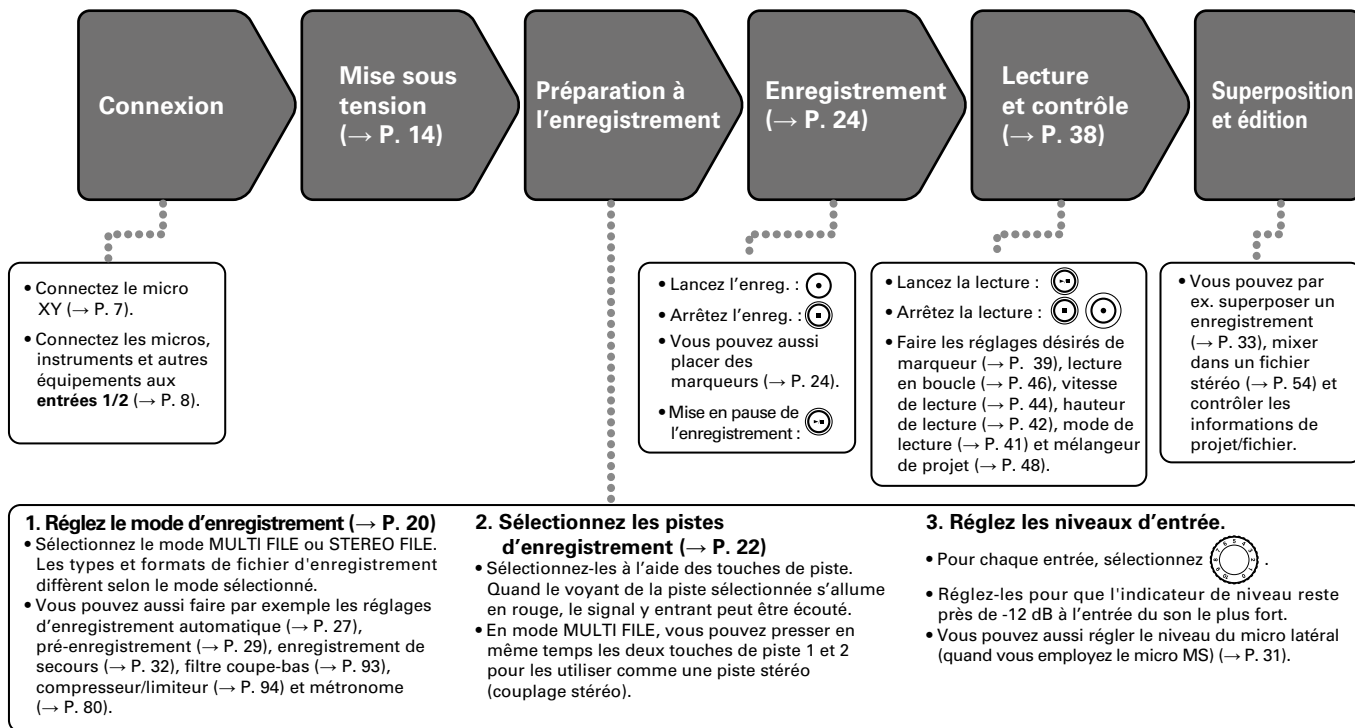 Connexion
Mise sous
tension
(→ P. 14)
Préparation à
l'enregistrement
Enregistrement
(→ P. 24)
Lecture
et contrôle
(→ P. 38)
Superposition
et édition
• Connectez le micro
XY (→ P. 7).
• Connectez les micros,
instruments et autres
équipements aux
entrées 1/2 (→ P. 8).
• Lancez l'enreg. :
• Arrêtez l'enreg. :
• Vous pouvez aussi
placer des
marqueurs (→ P. 24).
• Mise en pause de
l'enregistrement :
• Lancez la lecture :
• Arrêtez la lecture :
• Faire les réglages désirés de
marqueur (→ P. 39), lecture
en boucle (→ P. 46), vitesse
de lecture (→ P. 44), hauteur
de lecture (→ P. 42), mode de
lecture (→ P. 41) et mélangeur
de projet (→ P. 48).
• Vous pouvez par
ex. superposer un
enregistrement
(→ P. 33), mixer
dans un fichier
stéréo (→ P. 54) et
contrôler les
informations de
projet/fichier.
1. Réglez le mode d'enregistrement (→ P. 20)
• Sélectionnez le mode MULTI FILE ou STEREO FILE.
Les types et formats de fichier d'enregistrement
diffèrent selon le mode sélectionné.
• Vous pouvez aussi faire par exemple les réglages
d'enregistrement automatique (→ P. 27),
pré-enregistrement (→ P. 29), enregistrement de
secours (→ P. 32), filtre coupe-bas (→ P. 93),
compresseur/limiteur (→ P. 94) et métronome
(→ P. 80).
2. Sélectionnez les pistes
d'enregistrement (→ P. 22)
• Sélectionnez-les à l'aide des touches de piste.
Quand le voyant de la piste sélectionnée s'allume
en rouge, le signal y entrant peut être écouté.
• En mode MULTI FILE, vous pouvez presser en
même temps les deux touches de piste 1 et 2
pour les utiliser comme une piste stéréo
(couplage stéréo).
3. Réglez les niveaux d'entrée.
• Pour chaque entrée, sélectionnez .
• Réglez-les pour que l'indicateur de niveau reste
près de -12 dB à l'entrée du son le plus fort.
• Vous pouvez aussi régler le niveau du micro latéral
(quand vous employez le micro MS) (→ P. 31).